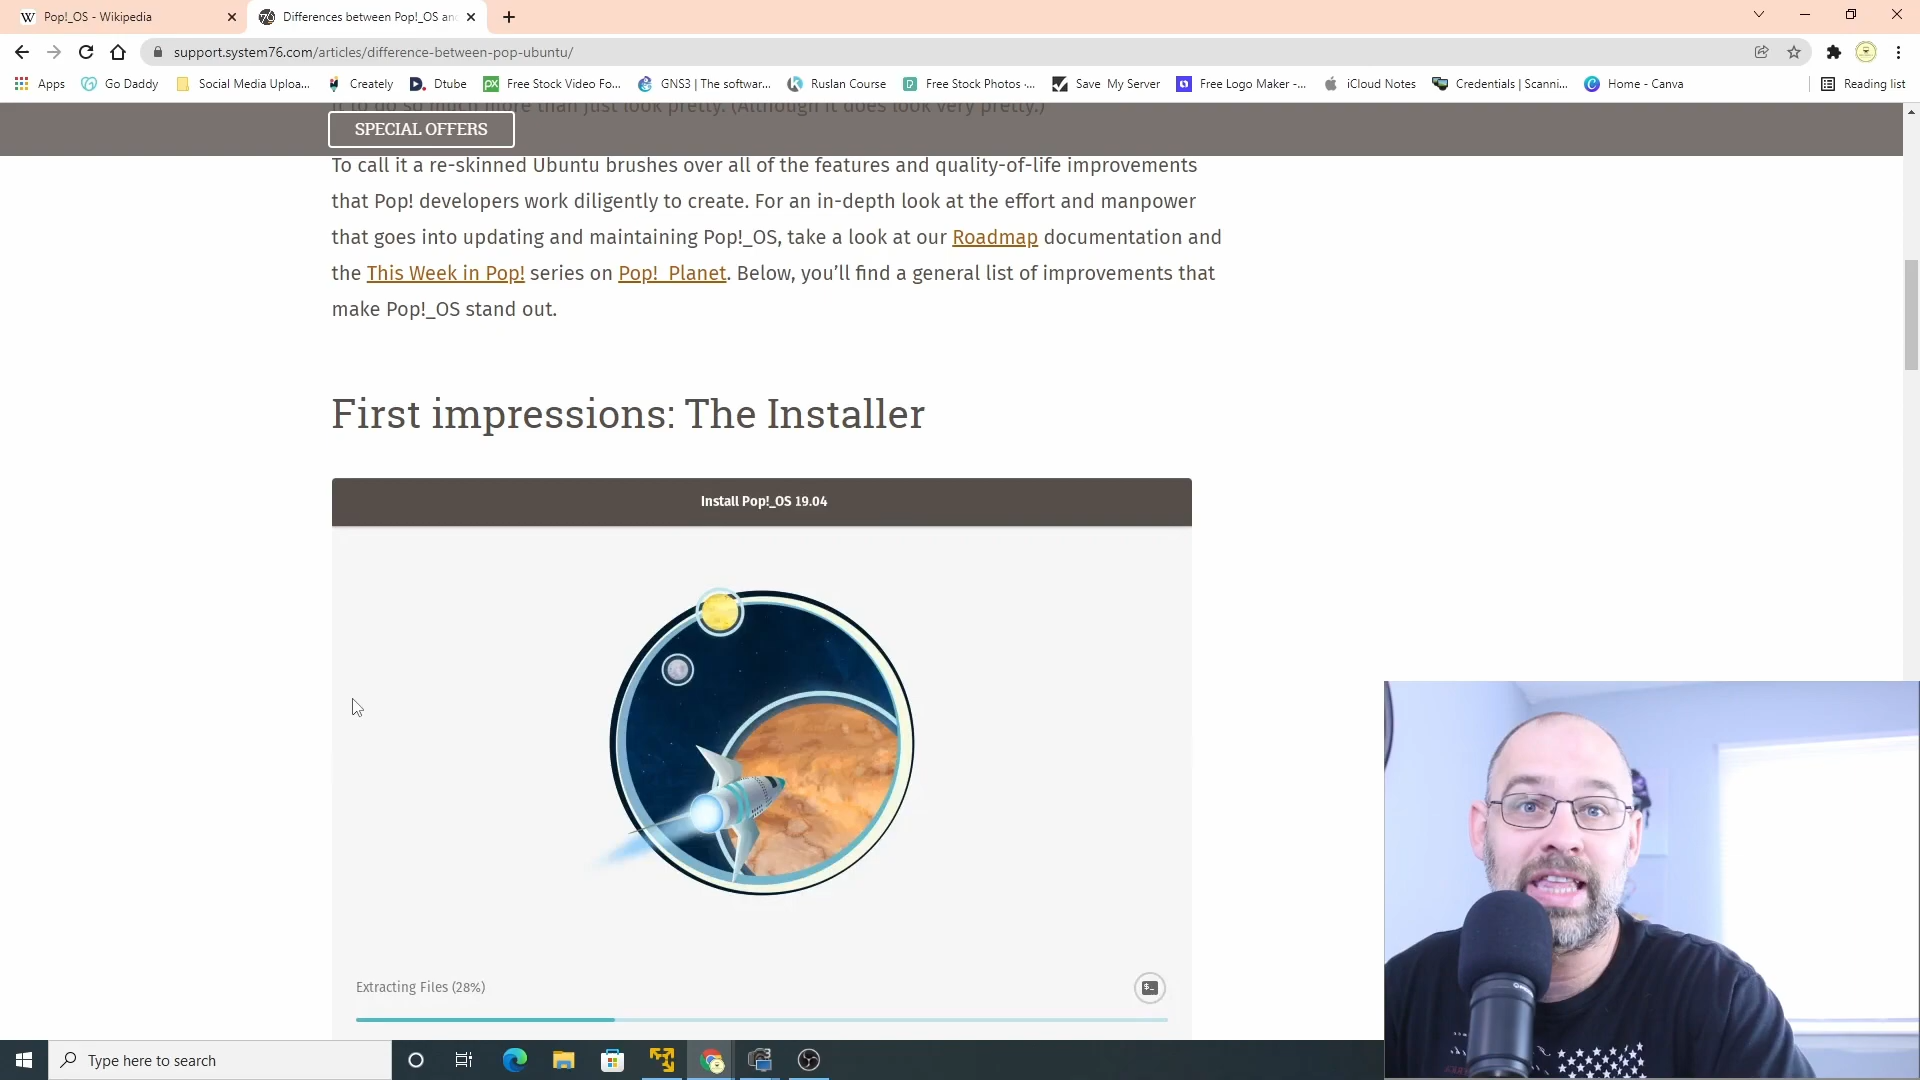 Pop!_OS - Wikipedia
Differences between Pop!_OS and
support.system76.com/articles/difference-between-pop-ubuntu/
Apps
Go Daddy
Social Media Uploa...
Creately
Dtube
Free Stock Video Fo...
GNS3 | The softwar...
Ruslan Course
Free Stock Photos ·...
Save My Server
Free Logo Maker -...
iCloud Notes
Credentials | Scanni...
Home - Canva
Reading list
it to do so much more than just look pretty. (Although it does look very pretty.)
SPECIAL OFFERS
To call it a re-skinned Ubuntu brushes over all of the features and quality-of-life improvements
that Pop! developers work diligently to create. For an in-depth look at the effort and manpower
that goes into updating and maintaining Pop!_OS, take a look at our Roadmap documentation and
the This Week in Pop! series on Pop!_Planet. Below, you’ll find a general list of improvements that
make Pop!_OS stand out.
First impressions: The Installer
Install Pop!_OS 19.04
Extracting Files (28%)
Type here to search